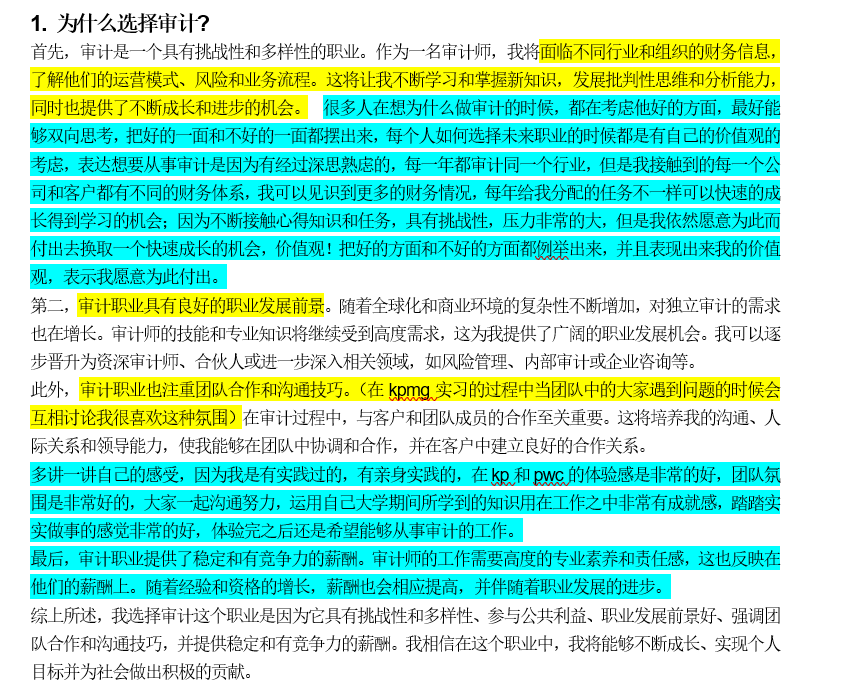 1. 为什么选择审计?
首先，审计是一个具有挑战性和多样性的职业。作为一名审计师，我将面临不同行业和组织的财务信息，
了解他们的运营模式、风险和业务流程。这将让我不断学习和掌握新知识，发展批判性思维和分析能力，
同时也提供了不断成长和进步的机会。 很多人在想为什么做审计的时候，都在考虑他好的方面，最好能
够双向思考，把好的一面和不好的一面都摆出来，每个人如何选择未来职业的时候都是有自己的价值观的
考虑，表达想要从事审计是因为有经过深思熟虑的，每一年都审计同一个行业，但是我接触到的每一个公
司和客户都有不同的财务体系，我可以见识到更多的财务情况，每年给我分配的任务不一样可以快速的成
长得到学习的机会；因为不断接触心得知识和任务，具有挑战性，压力非常的大，但是我依然愿意为此而
付出去换取一个快速成长的机会，价值观！把好的方面和不好的方面都例举出来，并且表现出来我的价值
观，表示我愿意为此付出。
第二，审计职业具有良好的职业发展前景。随着全球化和商业环境的复杂性不断增加，对独立审计的需求
也在增长。审计师的技能和专业知识将继续受到高度需求，这为我提供了广阔的职业发展机会。我可以逐
步晋升为资深审计师、合伙人或进一步深入相关领域，如风险管理、内部审计或企业咨询等。
此外，审计职业也注重团队合作和沟通技巧。（在 kpmg 实习的过程中当团队中的大家遇到问题的时候会
互相讨论我很喜欢这种氛围）在审计过程中，与客户和团队成员的合作至关重要。这将培养我的沟通、人
际关系和领导能力，使我能够在团队中协调和合作，并在客户中建立良好的合作关系。
多讲一讲自己的感受，因为我是有实践过的，有亲身实践的，在 kp 和 pwc 的体验感是非常的好，团队氛
围是非常好的，大家一起沟通努力，运用自己大学期间所学到的知识用在工作之中非常有成就感，踏踏实
实做事的感觉非常的好，体验完之后还是希望能够从事审计的工作。
最后，审计职业提供了稳定和有竞争力的薪酬。审计师的工作需要高度的专业素养和责任感，这也反映在
他们的薪酬上。随着经验和资格的增长，薪酬也会相应提高，并伴随着职业发展的进步。
综上所述，我选择审计这个职业是因为它具有挑战性和多样性、参与公共利益、职业发展前景好、强调团
队合作和沟通技巧，并提供稳定和有竞争力的薪酬。我相信在这个职业中，我将能够不断成长、实现个人
目标并为社会做出积极的贡献。